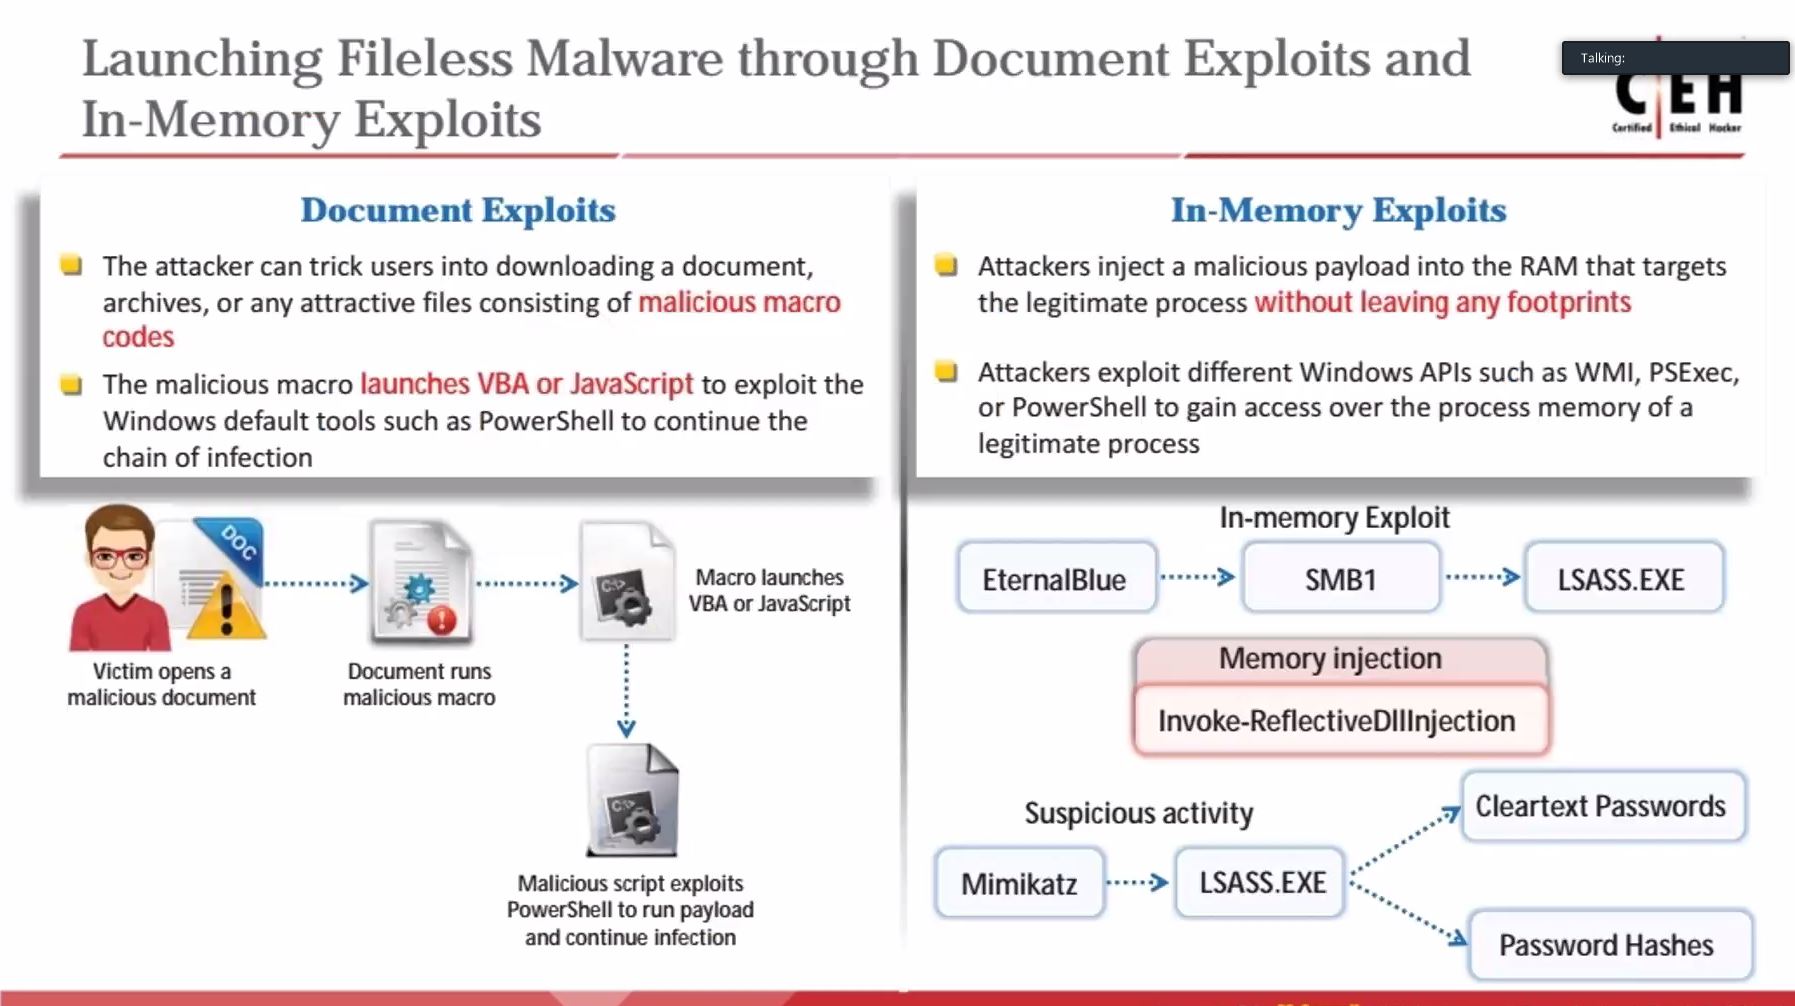 Launching Fileless Malware through Document Exploits and
In-Memory Exploits
Talking:
C|EH
Certified Ethical Hacker
Document Exploits
The attacker can trick users into downloading a document,
archives, or any attractive files consisting of malicious macro
codes
The malicious macro launches VBA or JavaScript to exploit the
Windows default tools such as PowerShell to continue the
chain of infection
DOC
Victim opens a
malicious document
Document runs
malicious macro
C:\>
Macro launches
VBA or JavaScript
C:\>
Malicious script exploits
PowerShell to run payload
and continue infection
In-Memory Exploits
Attackers inject a malicious payload into the RAM that targets
the legitimate process without leaving any footprints
Attackers exploit different Windows APIs such as WMI, PSExec,
or PowerShell to gain access over the process memory of a
legitimate process
In-memory Exploit
EternalBlue
SMB1
LSASS.EXE
Memory injection
Invoke-ReflectiveDllInjection
Suspicious activity
Mimikatz
LSASS.EXE
Cleartext Passwords
Password Hashes